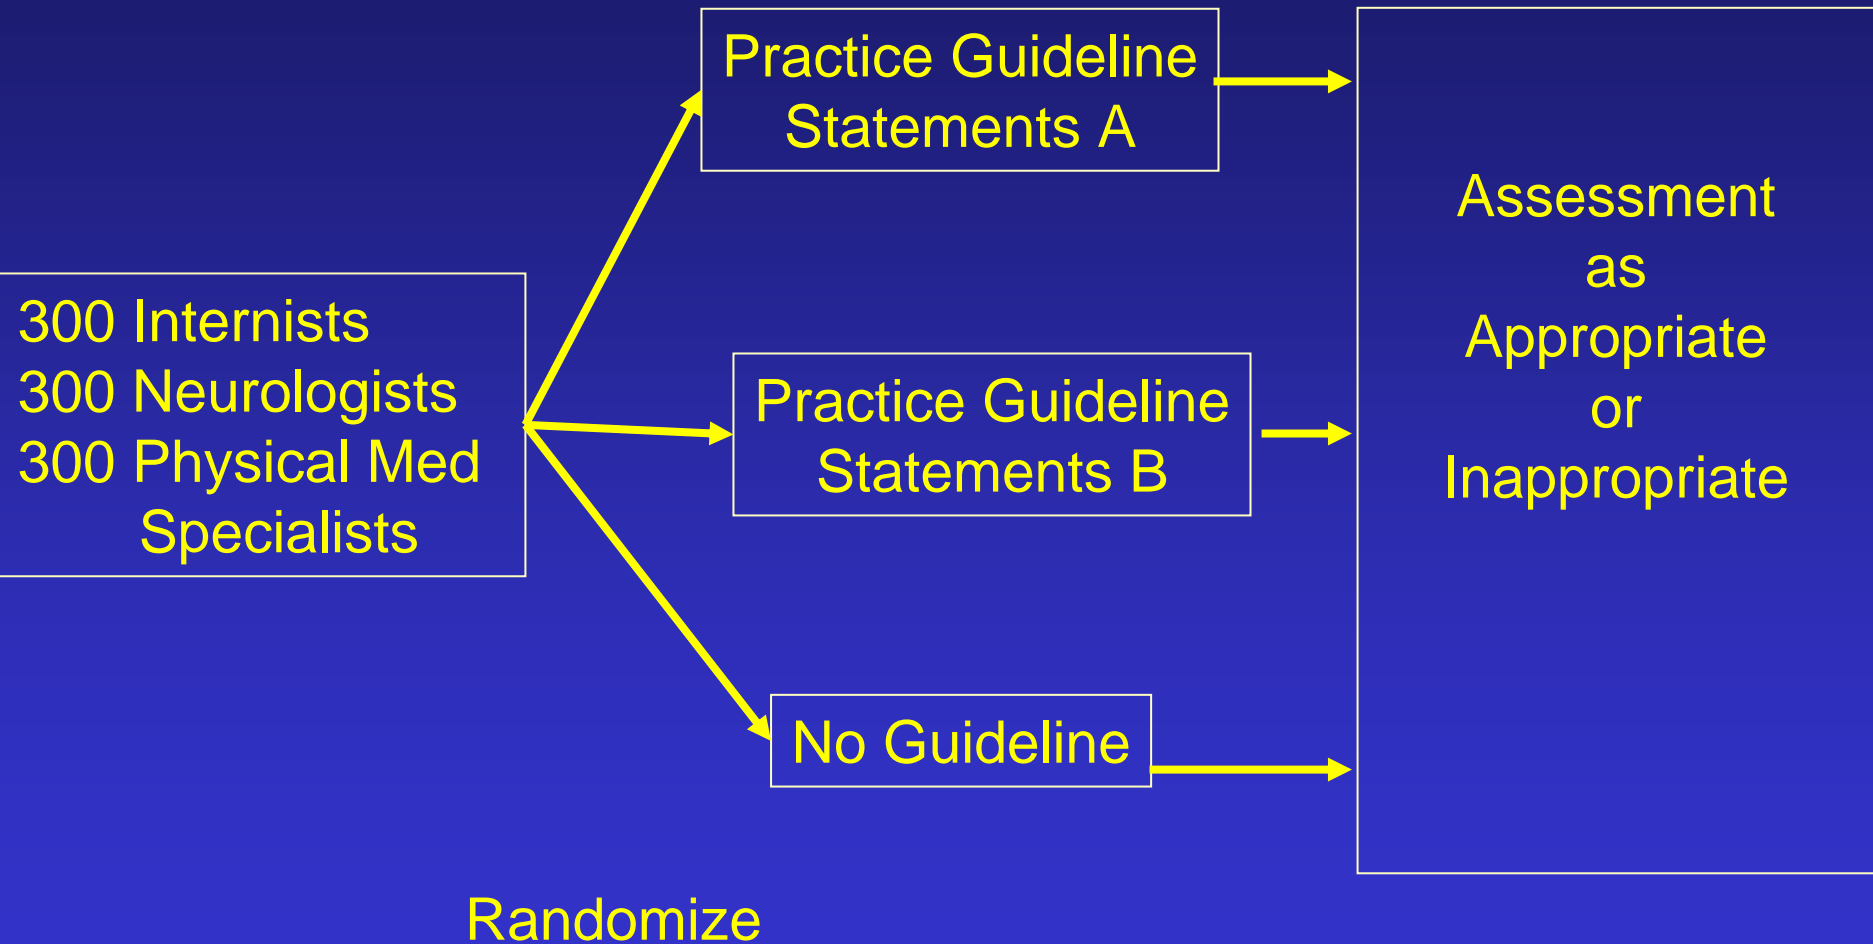 300 Internists
300 Neurologists
300 Physical Med
Specialists
Practice Guideline
Statements A
Practice Guideline
Statements B
No Guideline
Assessment
as
Appropriate
or
Inappropriate
Randomize